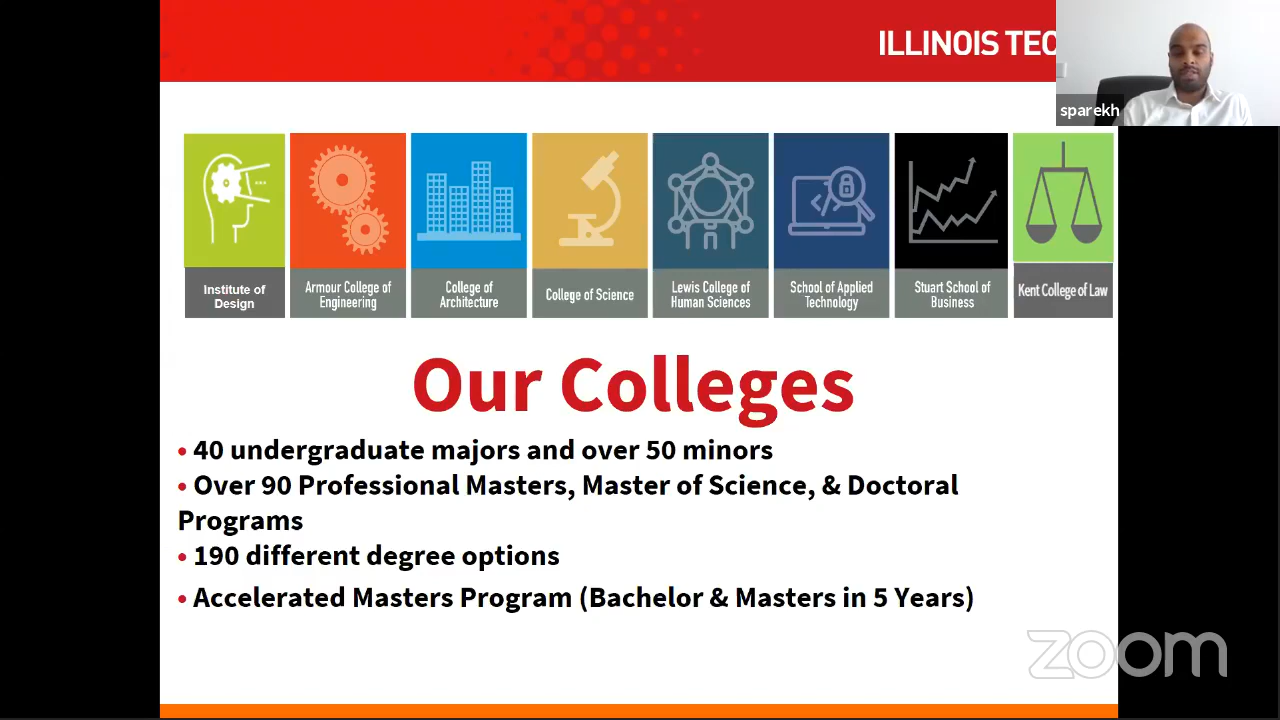 ILLINOIS TEC
sparekh
Institute of
Design
Armour College of
Engineering
College of
Architecture
College of Science
Lewis College of
Human Sciences
School of Applied
Technology
Stuart School of
Business
Kent College of Law
Our Colleges
• 40 undergraduate majors and over 50 minors
• Over 90 Professional Masters, Master of Science, & Doctoral
Programs
• 190 different degree options
• Accelerated Masters Program (Bachelor & Masters in 5 Years)
zoom